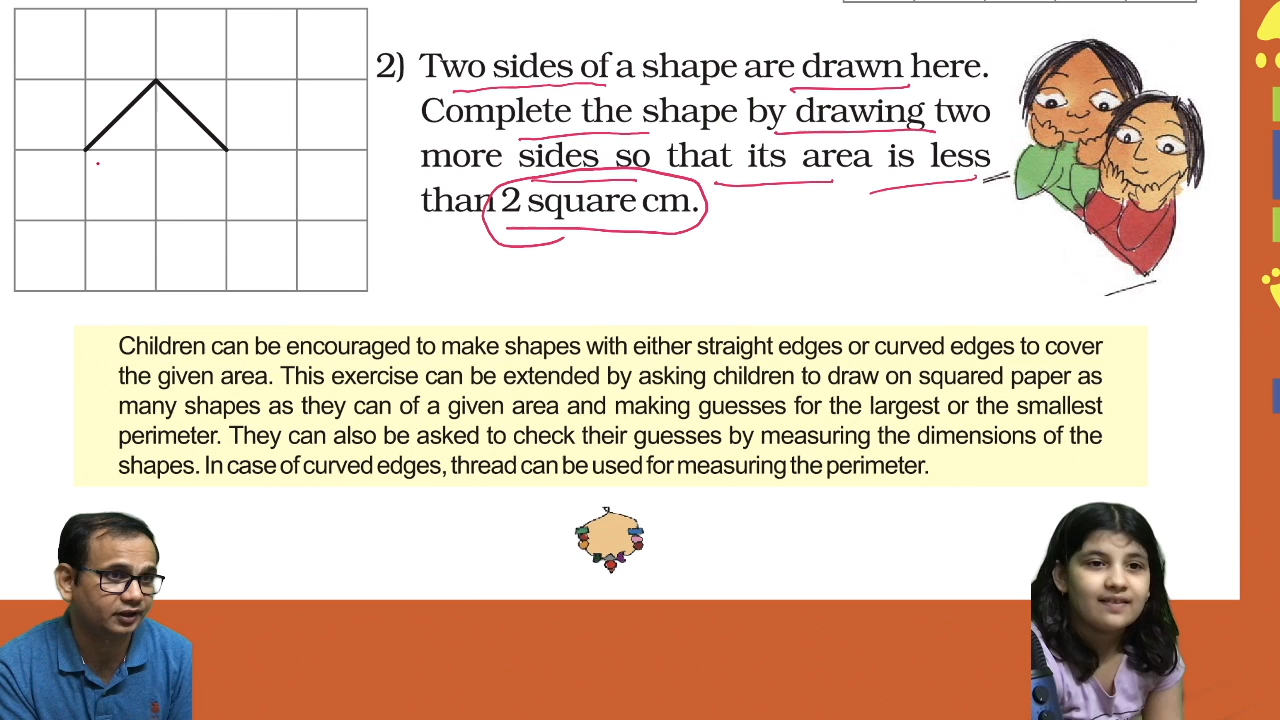 2) Two sides of a shape are drawn here.
Complete the shape by drawing two
more sides so that its area is less
than 2 square cm.
Children can be encouraged to make shapes with either straight edges or curved edges to cover
the given area. This exercise can be extended by asking children to draw on squared paper as
many shapes as they can of a given area and making guesses for the largest or the smallest
perimeter. They can also be asked to check their guesses by measuring the dimensions of the
shapes. In case of curved edges, thread can be used for measuring the perimeter.